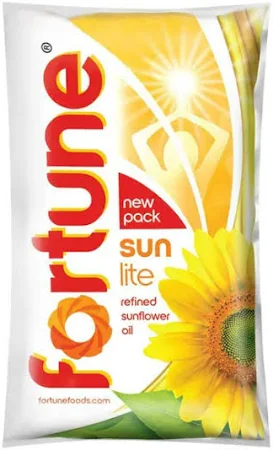 fortune®
new
pack
sun
lite
refined
sunflower
oil
fortunefoods.com